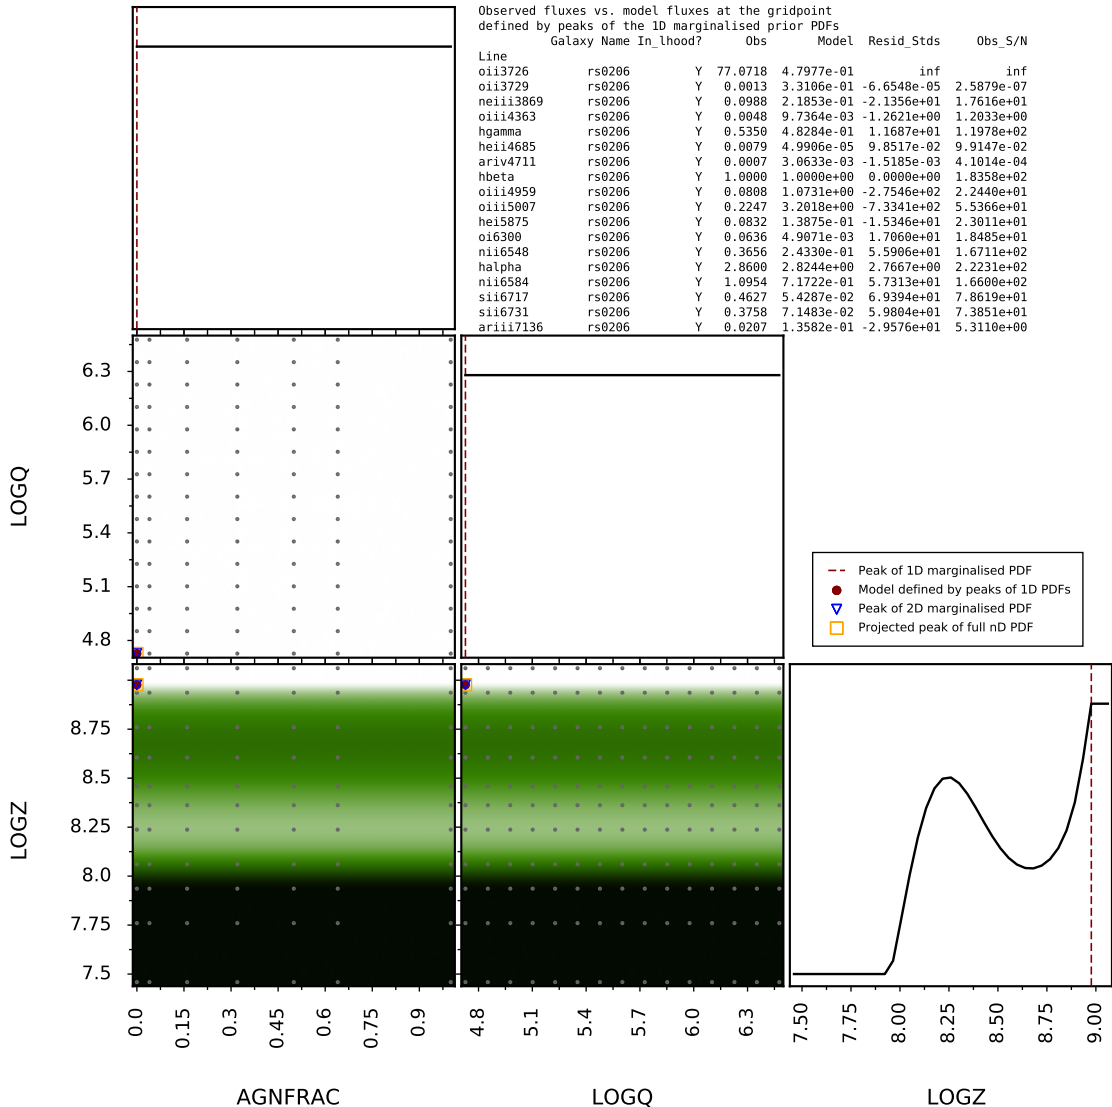 Observed fluxes vs. model fluxes at the gridpoint
defined by peaks of the 1D marginalised prior PDFs
Galaxy Name In_lhood? Obs Model Resid_Stds Obs_S/N
Line
oii3726 rs0206 Y 77.0718 4.7977e-01 inf inf
oii3729 rs0206 Y 0.0013 3.3106e-01 -6.6548e-05 2.5879e-07
neiii3869 rs0206 Y 0.0988 2.1853e-01 -2.1356e+01 1.7616e+01
oiii4363 rs0206 Y 0.0048 9.7364e-03 -1.2621e+00 1.2033e+00
hgamma rs0206 Y 0.5350 4.8284e-01 1.1687e+01 1.1978e+02
heii4685 rs0206 Y 0.0079 4.9906e-05 9.8517e-02 9.9147e-02
ariv4711 rs0206 Y 0.0007 3.0633e-03 -1.5185e-03 4.1014e-04
hbeta rs0206 Y 1.0000 1.0000e+00 0.0000e+00 1.8358e+02
oiii4959 rs0206 Y 0.0808 1.0731e+00 -2.7546e+02 2.2440e+01
oiii5007 rs0206 Y 0.2247 3.2018e+00 -7.3341e+02 5.5366e+01
hei5875 rs0206 Y 0.0832 1.3875e-01 -1.5346e+01 2.3011e+01
oi6300 rs0206 Y 0.0636 4.9071e-03 1.7060e+01 1.8485e+01
nii6548 rs0206 Y 0.3656 2.4330e-01 5.5906e+01 1.6711e+02
halpha rs0206 Y 2.8600 2.8244e+00 2.7667e+00 2.2231e+02
nii6584 rs0206 Y 1.0954 7.1722e-01 5.7313e+01 1.6600e+02
sii6717 rs0206 Y 0.4627 5.4287e-02 6.9394e+01 7.8619e+01
sii6731 rs0206 Y 0.3758 7.1483e-02 5.9804e+01 7.3851e+01
ariii7136 rs0206 Y 0.0207 1.3582e-01 -2.9576e+01 5.3110e+00
6.3
6.0
5.7
5.4
5.1
4.8
LOGQ
Peak of 1D marginalised PDF
Model defined by peaks of 1D PDFs
Peak of 2D marginalised PDF
Projected peak of full nD PDF
8.75
8.5
8.25
8.0
7.75
7.5
LOGZ
0.0 0.15 0.3 0.45 0.6 0.75 0.9
4.8 5.1 5.4 5.7 6.0 6.3
7.50 7.75 8.00 8.25 8.50 8.75 9.00
AGNFRAC LOGQ LOGZ